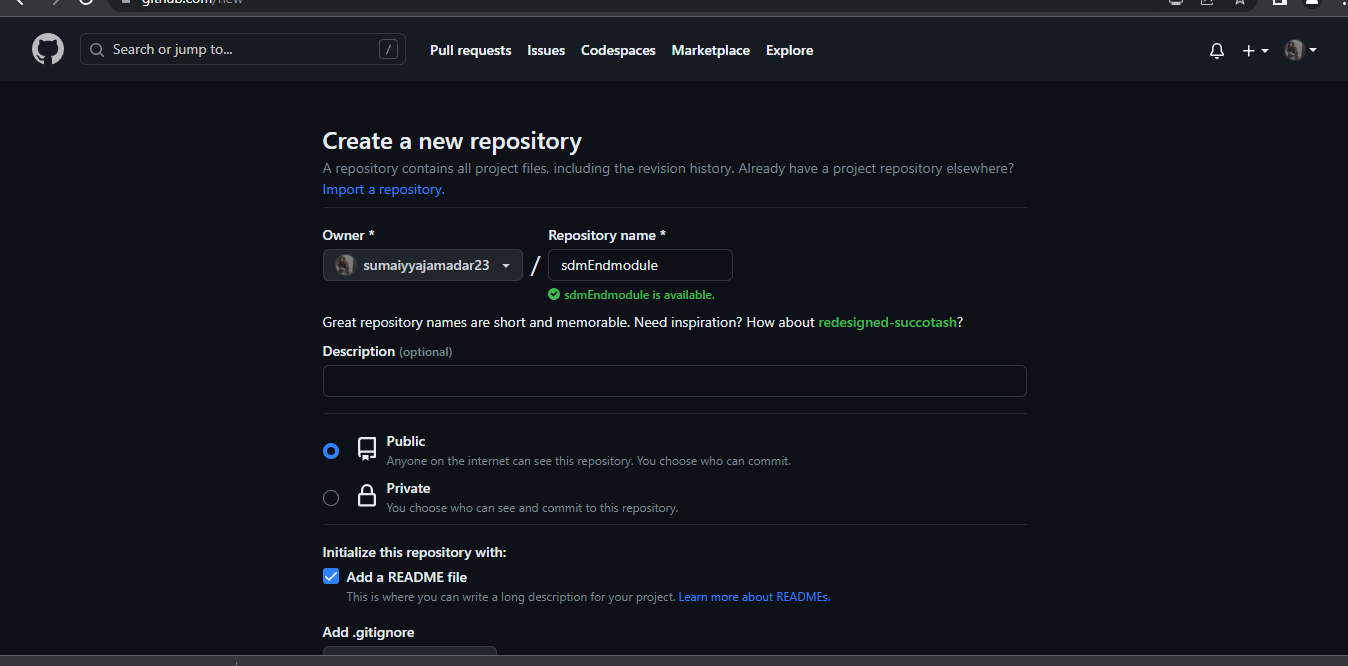 github.com/new
Search or jump to... /
Pull requests Issues Codespaces Marketplace Explore
Create a new repository
A repository contains all project files, including the revision history. Already have a project repository elsewhere?
Import a repository.
Owner * Repository name *
sumaiyyajamadar23 / sdmEndmodule
sdmEndmodule is available.
Great repository names are short and memorable. Need inspiration? How about redesigned-succotash?
Description (optional)
Public
Anyone on the internet can see this repository. You choose who can commit.
Private
You choose who can see and commit to this repository.
Initialize this repository with:
Add a README file
This is where you can write a long description for your project. Learn more about READMEs.
Add .gitignore